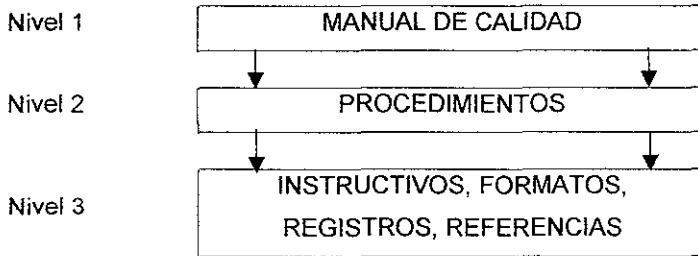 Nivel 1 MANUAL DE CALIDAD
Nivel 2 PROCEDIMIENTOS
Nivel 3 INSTRUCTIVOS, FORMATOS,
REGISTROS, REFERENCIAS